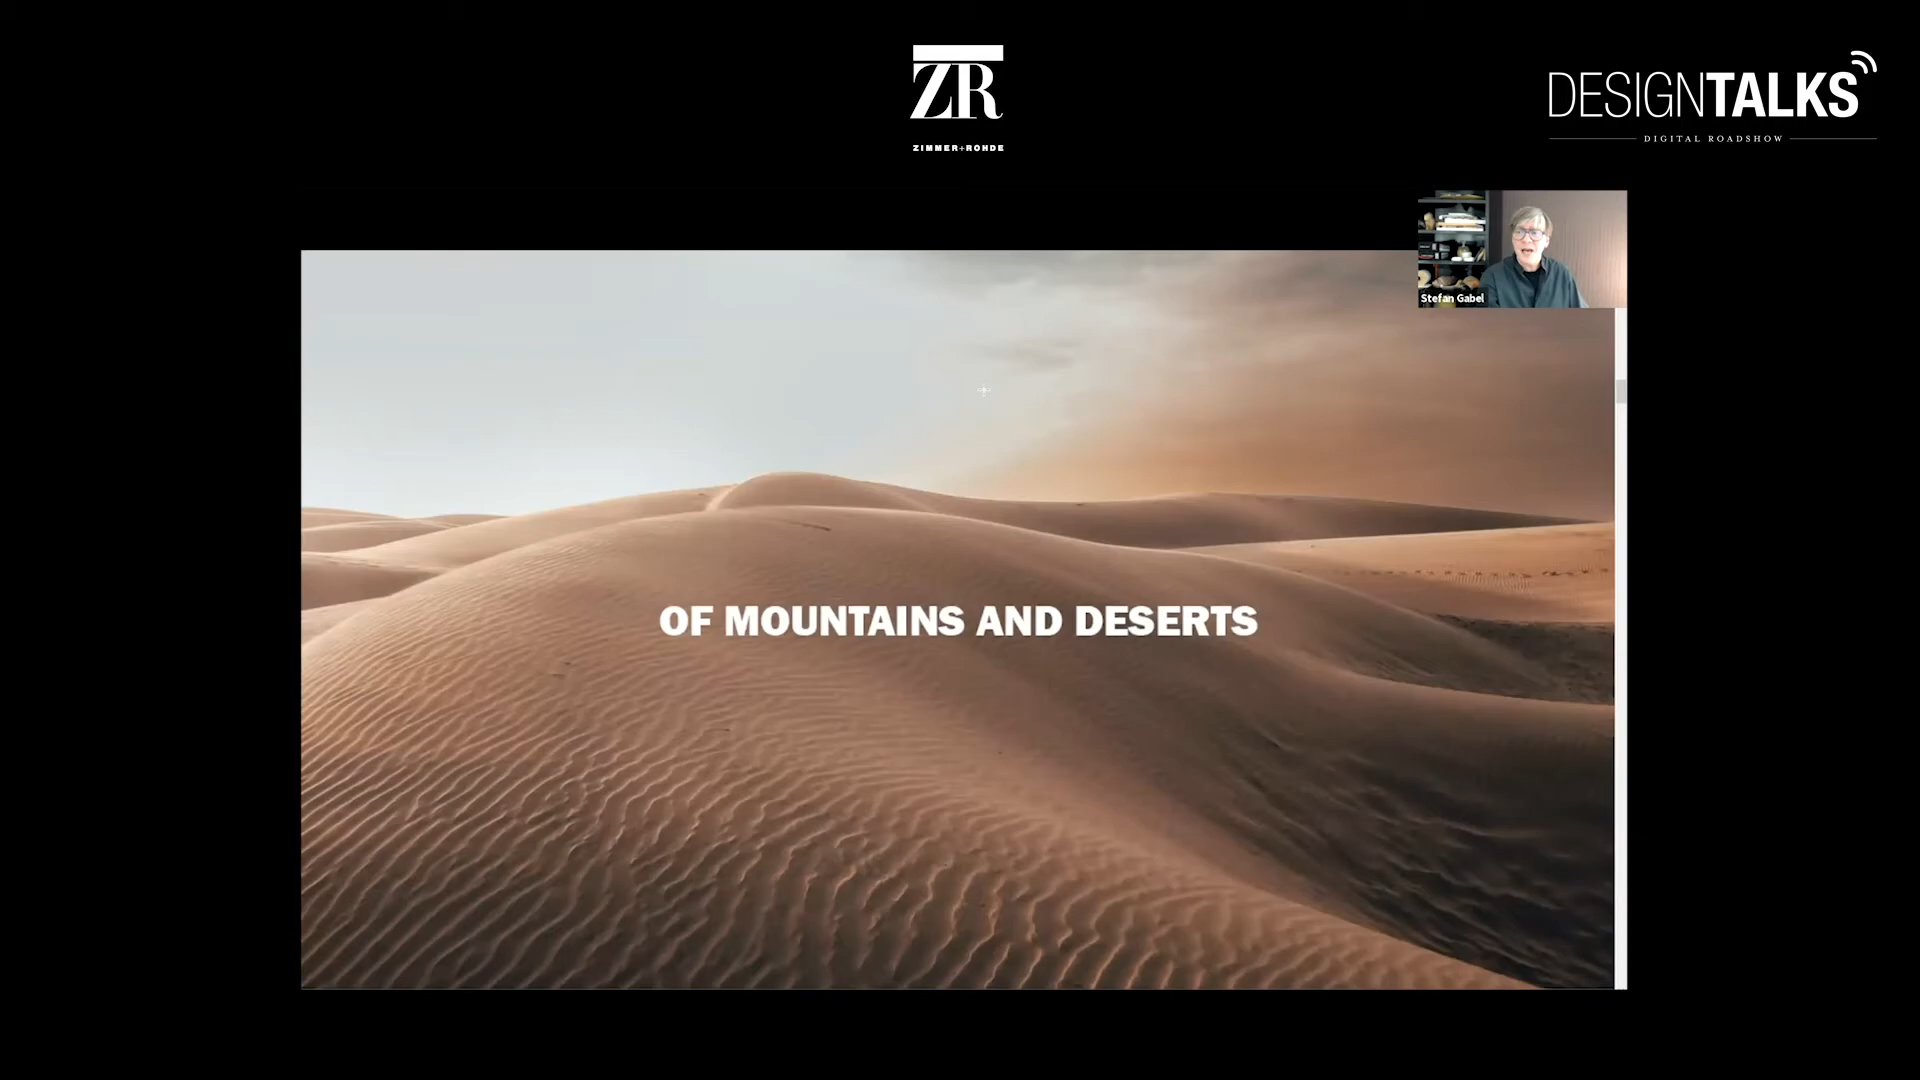 ZR
ZIMMER+ROHDE
DESIGNTALKS
DIGITAL ROADSHOW
Stefan Gabel
OF MOUNTAINS AND DESERTS